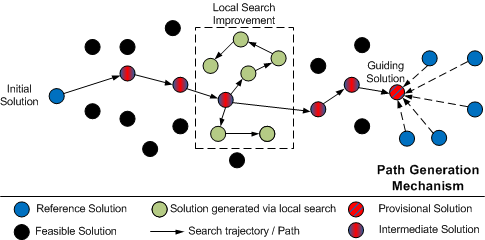 Local Search
Improvement
Initial
Solution
Guiding
Solution
Path Generation
Mechanism
Reference Solution
Solution generated via local search
Provisional Solution
Feasible Solution
Search trajectory / Path
Intermediate Solution